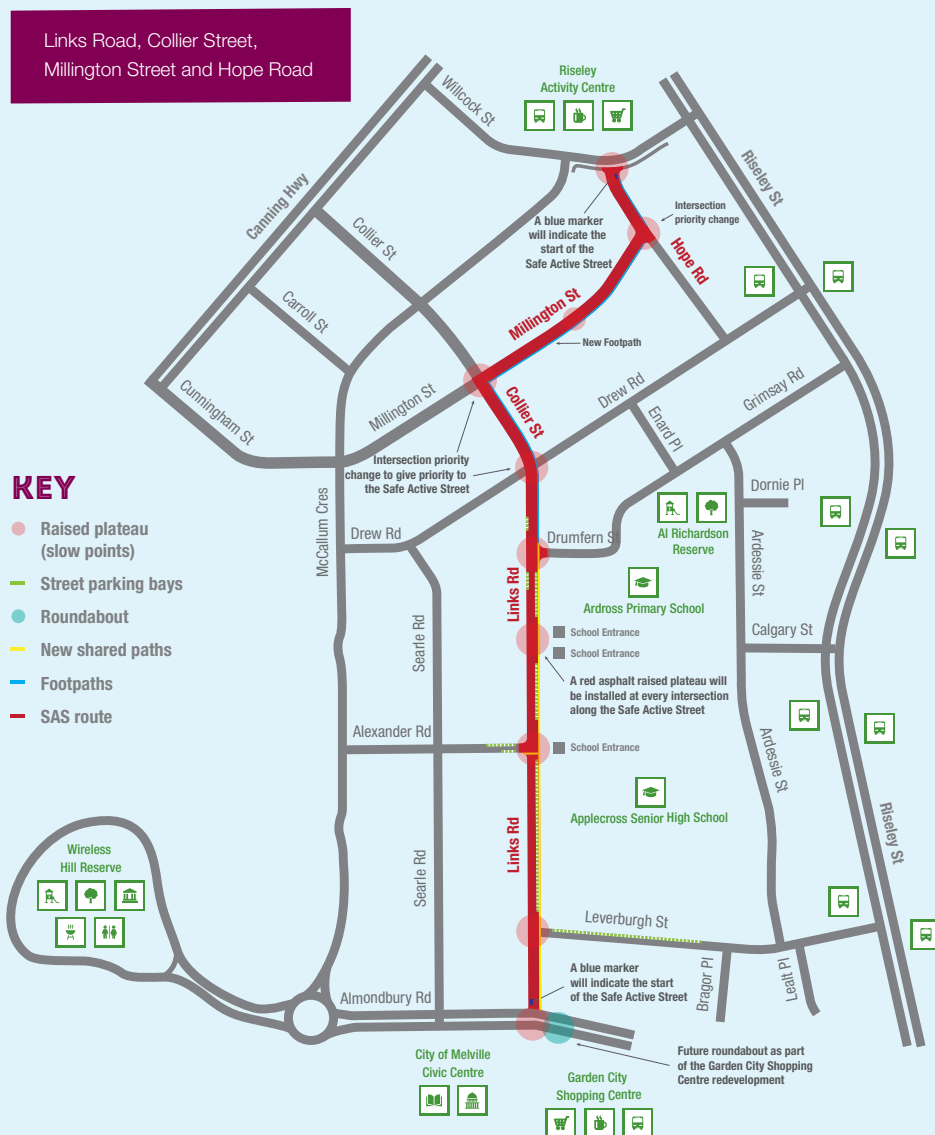 Links Road, Collier Street,
Millington Street and Hope Road
Riseley
Activity Centre
Willcock St
Riseley St
Canning Hwy
Collier St
A blue marker
will indicate the
start of the
Safe Active Street
Intersection
priority change
Hope Rd
Carroll St
Millington St
New Footpath
Cunningham St
Millington St
Collier St
Drew Rd
Enard Pl
Grimsay Rd
Intersection priority
change to give priority to
the Safe Active Street
KEY
Raised plateau
(slow points)
Street parking bays
Roundabout
New shared paths
Footpaths
SAS route
McCallum Cres
Drew Rd
Drumfern St
Al Richardson
Reserve
Dornie Pl
Ardessie St
Links Rd
Ardross Primary School
Searle Rd
School Entrance
School Entrance
Calgary St
A red asphalt raised plateau will
be installed at every intersection
along the Safe Active Street
Alexander Rd
School Entrance
Ardessie St
Applecross Senior High School
Links Rd
Riseley St
Wireless
Hill Reserve
Searle Rd
Leverburgh St
Bragor Pl
Lealt Pl
A blue marker
will indicate the start
of the Safe Active Street
Almondbury Rd
City of Melville
Civic Centre
Garden City
Shopping Centre
Future roundabout as part
of the Garden City Shopping
Centre redevelopment